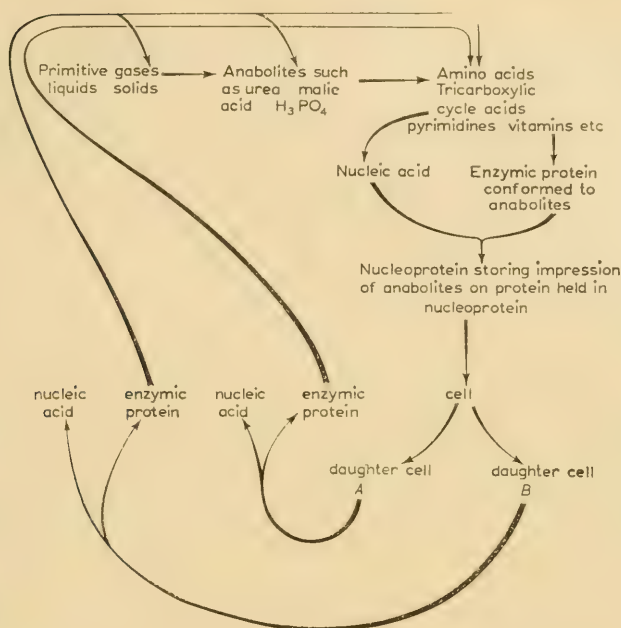 Primitive gases
liquids solids
Anabolites such
as urea malic
acid H₃PO₄
Amino acids
Tricarboxylic
cycle acids
pyrimidines vitamins etc
Nucleic acid
Enzymic protein
conformed to
anabolites
Nucleoprotein storing impression
of anabolites on protein held in
nucleoprotein
nucleic
acid
enzymic
protein
nucleic
acid
enzymic
protein
cell
daughter cell
A
daughter cell
B